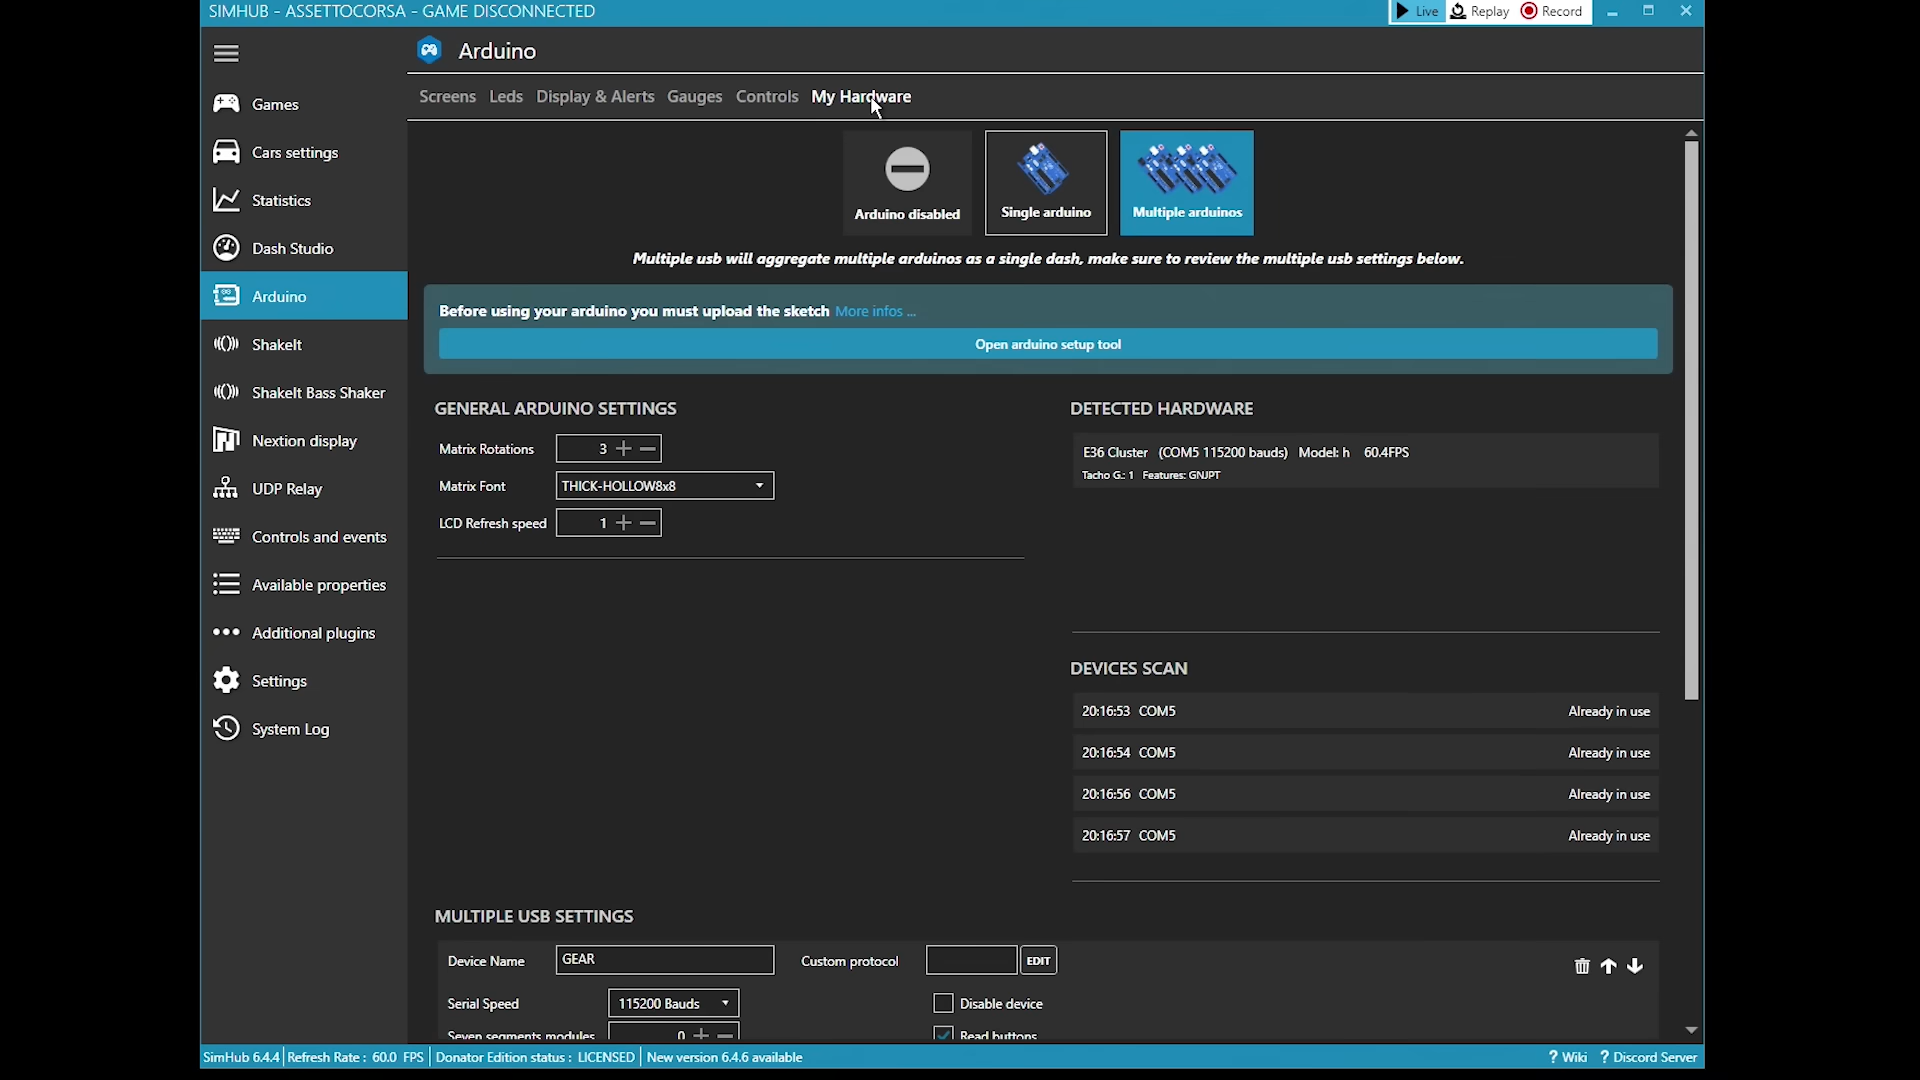 SIMHUB - ASSETTOCORSA - GAME DISCONNECTED
Live
Replay
Record
Arduino
Games
Cars settings
Statistics
Dash Studio
Arduino
ShakeIt
ShakeIt Bass Shaker
Nextion display
UDP Relay
Controls and events
Available properties
Additional plugins
Settings
System Log
Screens Leds Display & Alerts Gauges Controls My Hardware
Arduino disabled
Single arduino
Multiple arduinos
Multiple usb will aggregate multiple arduinos as a single dash, make sure to review the multiple usb settings below.
Before using your arduino you must upload the sketch More infos ...
Open arduino setup tool
GENERAL ARDUINO SETTINGS
Matrix Rotations 3
Matrix Font THICK-HOLLOW8x8
LCD Refresh speed 1
DETECTED HARDWARE
E36 Cluster (COM5 115200 bauds) Model: h 60.4FPS
Tacho G.: 1 Features: GNJPT
DEVICES SCAN
20:16:53 COM5 Already in use
20:16:54 COM5 Already in use
20:16:56 COM5 Already in use
20:16:57 COM5 Already in use
MULTIPLE USB SETTINGS
Device Name GEAR Custom protocol EDIT
Serial Speed 115200 Bauds Disable device
Seven segments modules 0 Read buttons
SimHub 6.4.4 Refresh Rate : 60.0 FPS Donator Edition status : LICENSED New version 6.4.6 available
? Wiki ? Discord Server